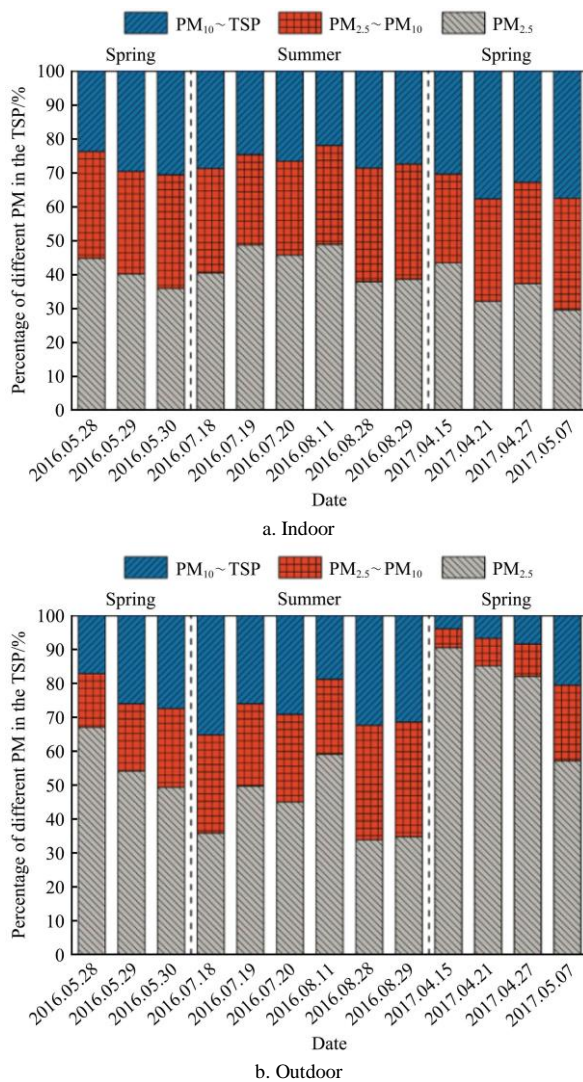 PM10~TSP PM2.5~PM10 PM2.5
Spring Summer Spring
Percentage of different PM in the TSP/%
100
90
80
70
60
50
40
30
20
10
0
2016.05.28 2016.05.29 2016.05.30 2016.07.18 2016.07.19 2016.07.20 2016.08.11 2016.08.28 2016.08.29 2017.04.15 2017.04.21 2017.04.27 2017.05.07
Date
a. Indoor
PM10~TSP PM2.5~PM10 PM2.5
Spring Summer Spring
Percentage of different PM in the TSP/%
100
90
80
70
60
50
40
30
20
10
0
2016.05.28 2016.05.29 2016.05.30 2016.07.18 2016.07.19 2016.07.20 2016.08.11 2016.08.28 2016.08.29 2017.04.15 2017.04.21 2017.04.27 2017.05.07
Date
b. Outdoor